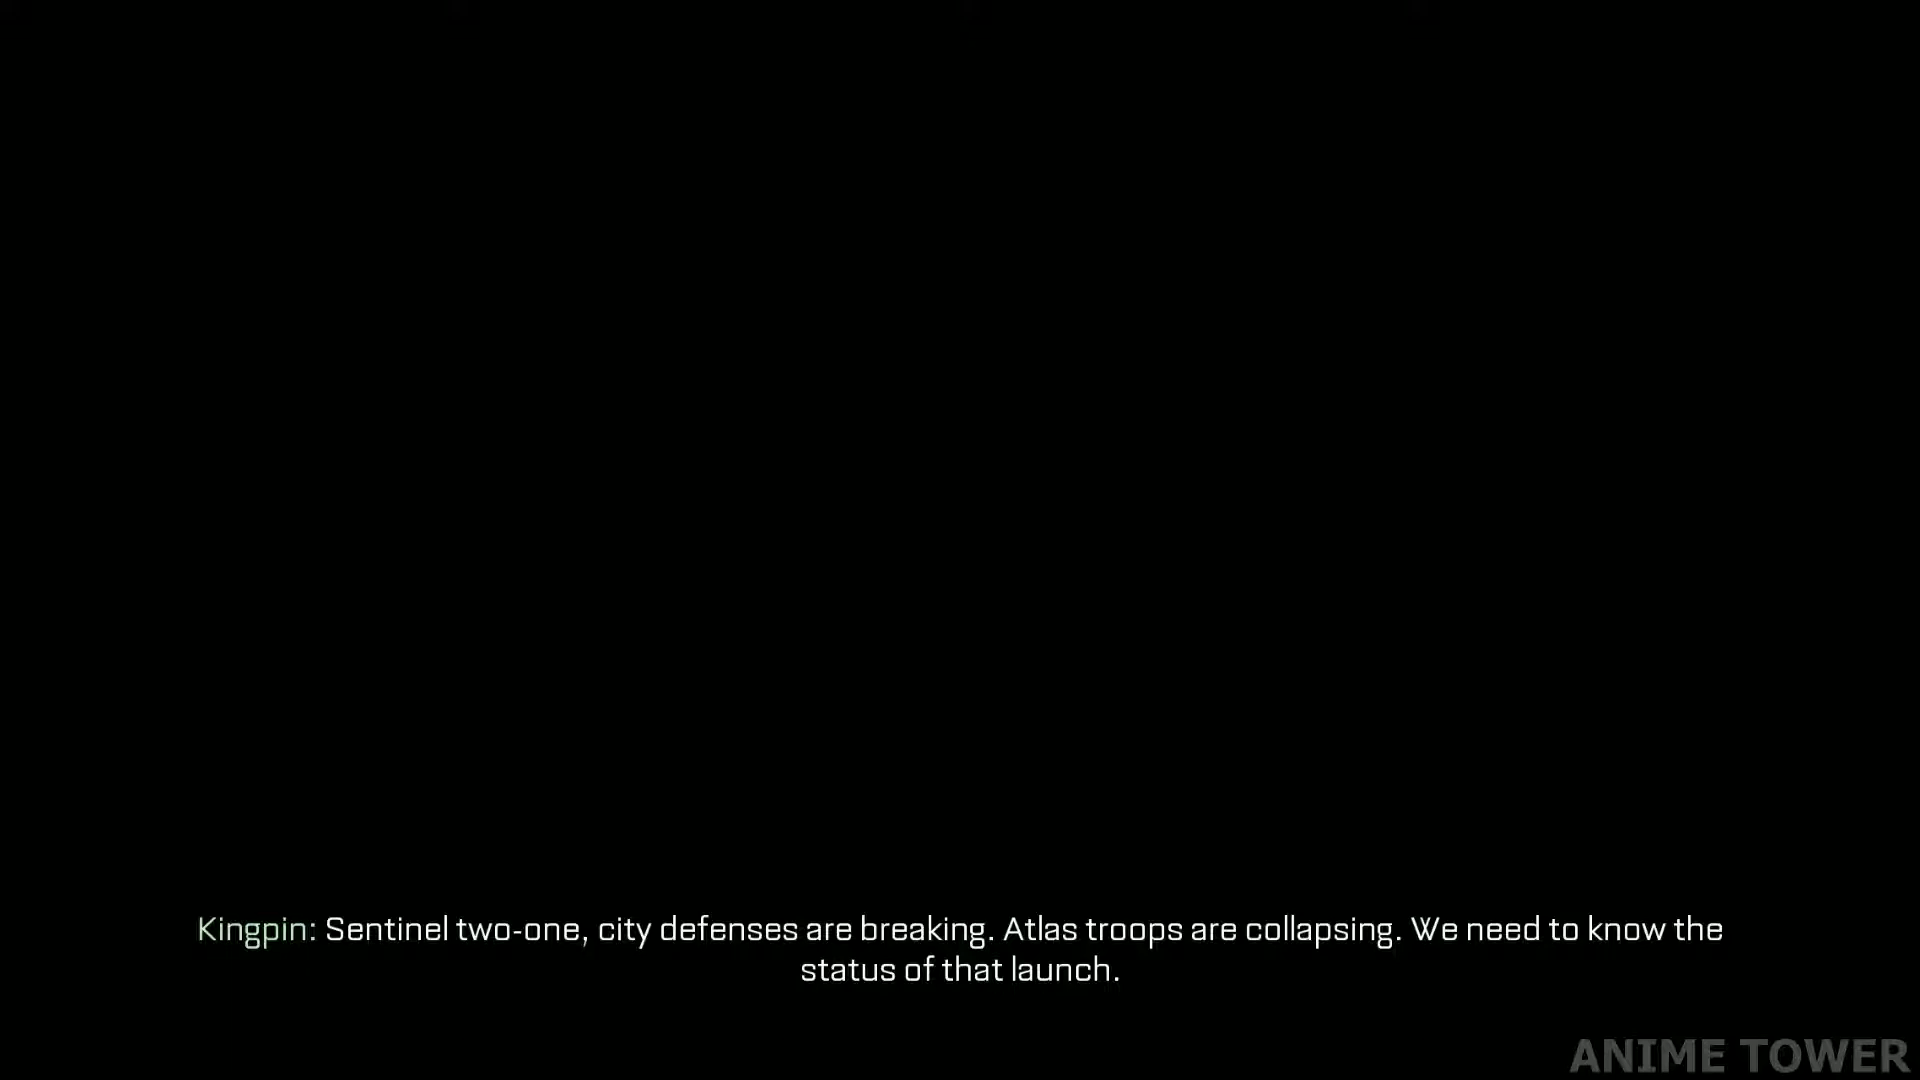 Kingpin: Sentinel two-one, city defenses are breaking. Atlas troops are collapsing. We need to know the
status of that launch.
ANIME TOWER